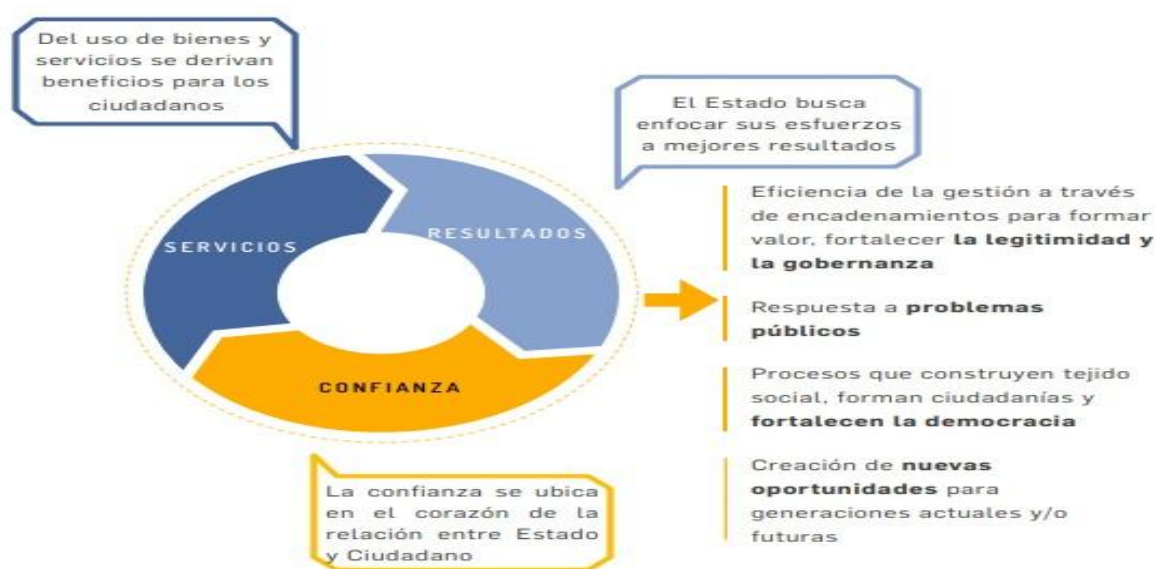 Del uso de bienes y
servicios se derivan
beneficios para los
ciudadanos
El Estado busca
enfocar sus esfuerzos
a mejores resultados
SERVICIOS
RESULTADOS
CONFIANZA
La confianza se ubica
en el corazón de la
relación entre Estado
y Ciudadano
Eficiencia de la gestión a través
de encadenamientos para formar
valor, fortalecer la legitimidad y
la gobernanza
Respuesta a problemas
públicos
Procesos que construyen tejido
social, forman ciudadanías y
fortalecen la democracia
Creación de nuevas
oportunidades para
generaciones actuales y/o
futuras